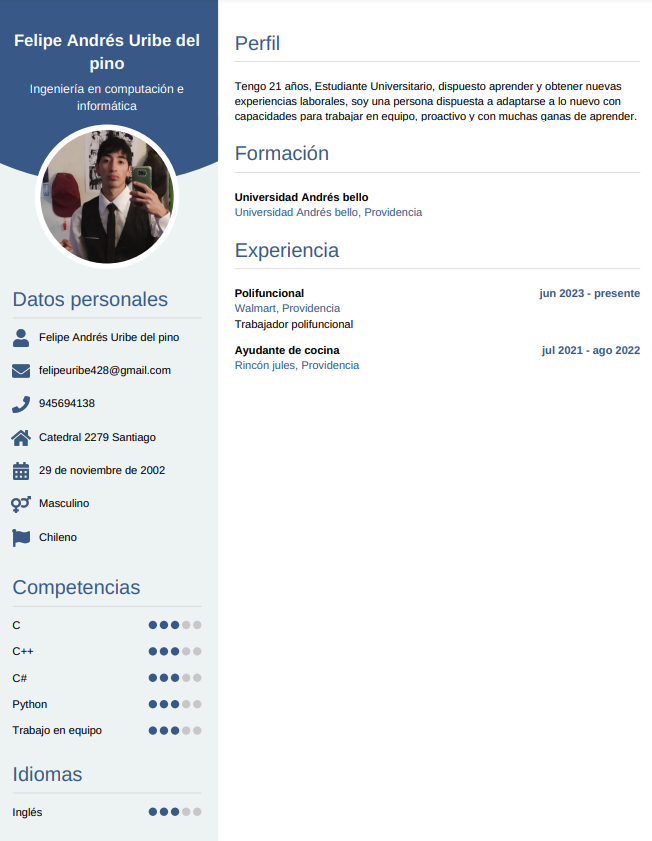 Felipe Andrés Uribe del
pino
Ingeniería en computación e
informática
Datos personales
Felipe Andrés Uribe del pino
felipeuribe428@gmail.com
945694138
Catedral 2279 Santiago
29 de noviembre de 2002
Masculino
Chileno
Competencias
C
C++
C#
Python
Trabajo en equipo
Idiomas
Inglés
Perfil
Tengo 21 años, Estudiante Universitario, dispuesto aprender y obtener nuevas
experiencias laborales, soy una persona dispuesta a adaptarse a lo nuevo con
capacidades para trabajar en equipo, proactivo y con muchas ganas de aprender.
Formación
Universidad Andrés bello
Universidad Andrés bello, Providencia
Experiencia
Polifuncional jun 2023 - presente
Walmart, Providencia
Trabajador polifuncional
Ayudante de cocina jul 2021 - ago 2022
Rincón jules, Providencia